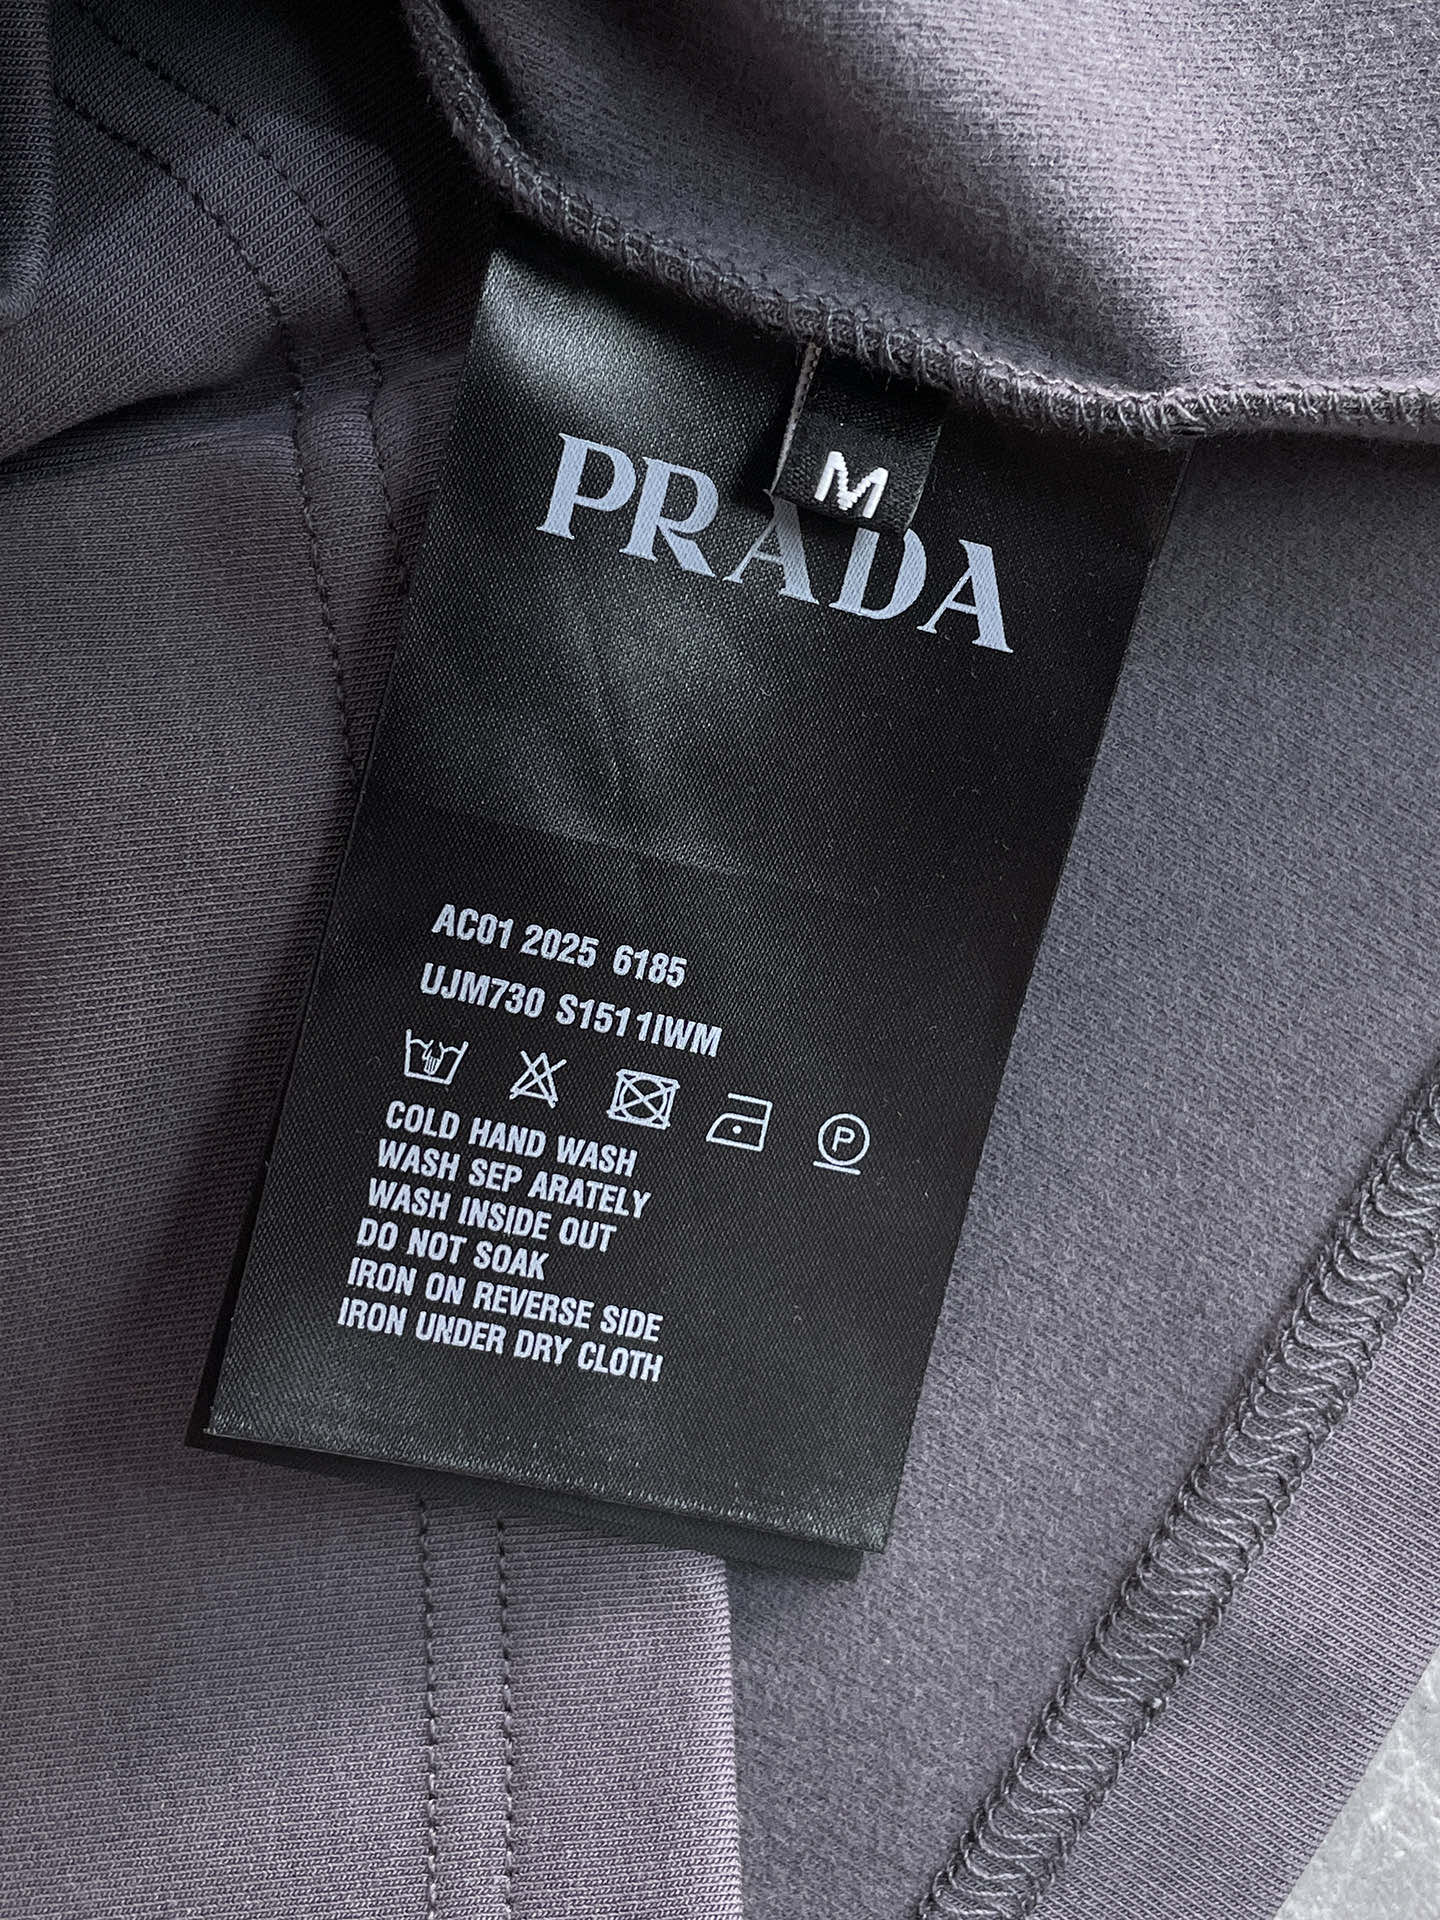 M
PRADA
AC01 2025 6185
UJM730 S1511IWM
P
COLD HAND WASH
WASH SEP ARATELY
WASH INSIDE OUT
DO NOT SOAK
IRON ON REVERSE SIDE
IRON UNDER DRY CLOTH